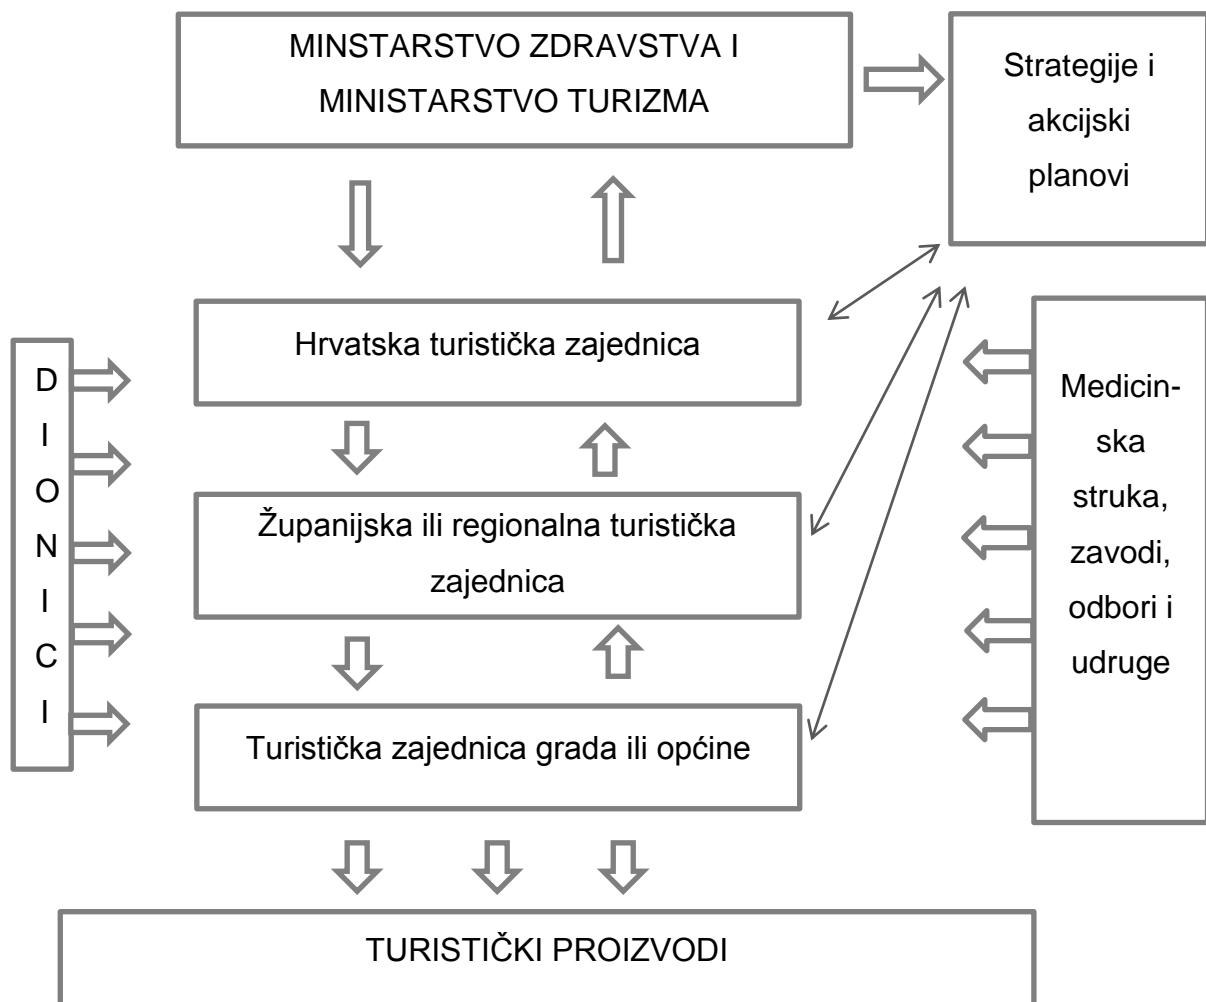 MINSTARSTVO ZDRAVSTVA I
MINISTARSTVO TURIZMA
Strategije i
akcijski
planovi
Hrvatska turistička zajednica
D
I
O
N
I
C
I
Medicin-
ska
struka,
zavodi,
odbori i
udruge
Županijska ili regionalna turistička
zajednica
Turistička zajednica grada ili općine
TURISTIČKI PROIZVODI